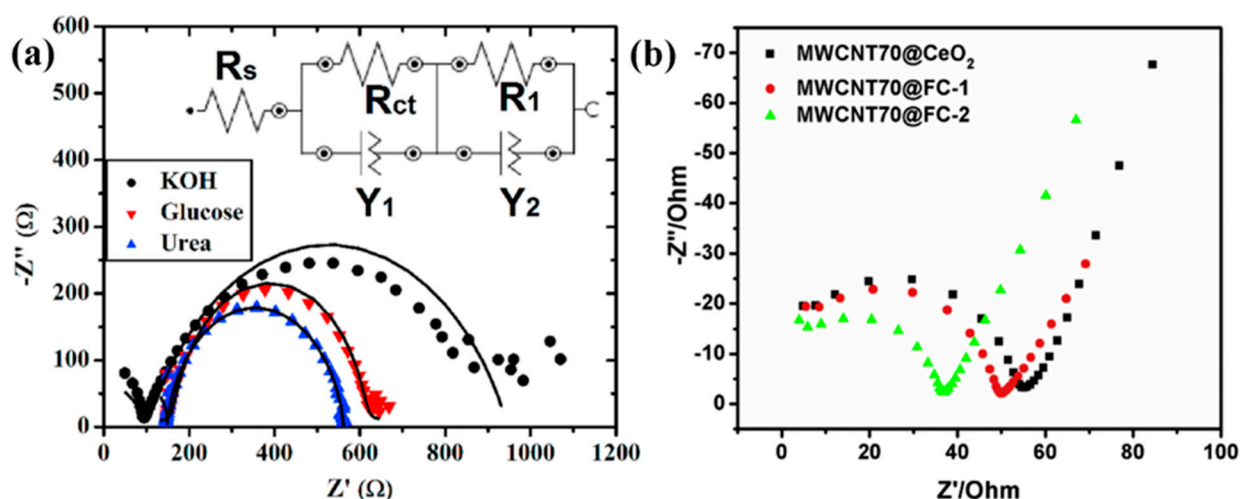 (a)
600
500
400
300
200
100
0
-Z'' (Ω)
Rs
Rct
R1
Y1
Y2
C
KOH
Glucose
Urea
0 200 400 600 800 1000 1200
Z' (Ω)
(b)
-70
-60
-50
-40
-30
-20
-10
0
-Z''/Ohm
MWCNT70@CeO₂
MWCNT70@FC-1
MWCNT70@FC-2
0 20 40 60 80 100
Z'/Ohm